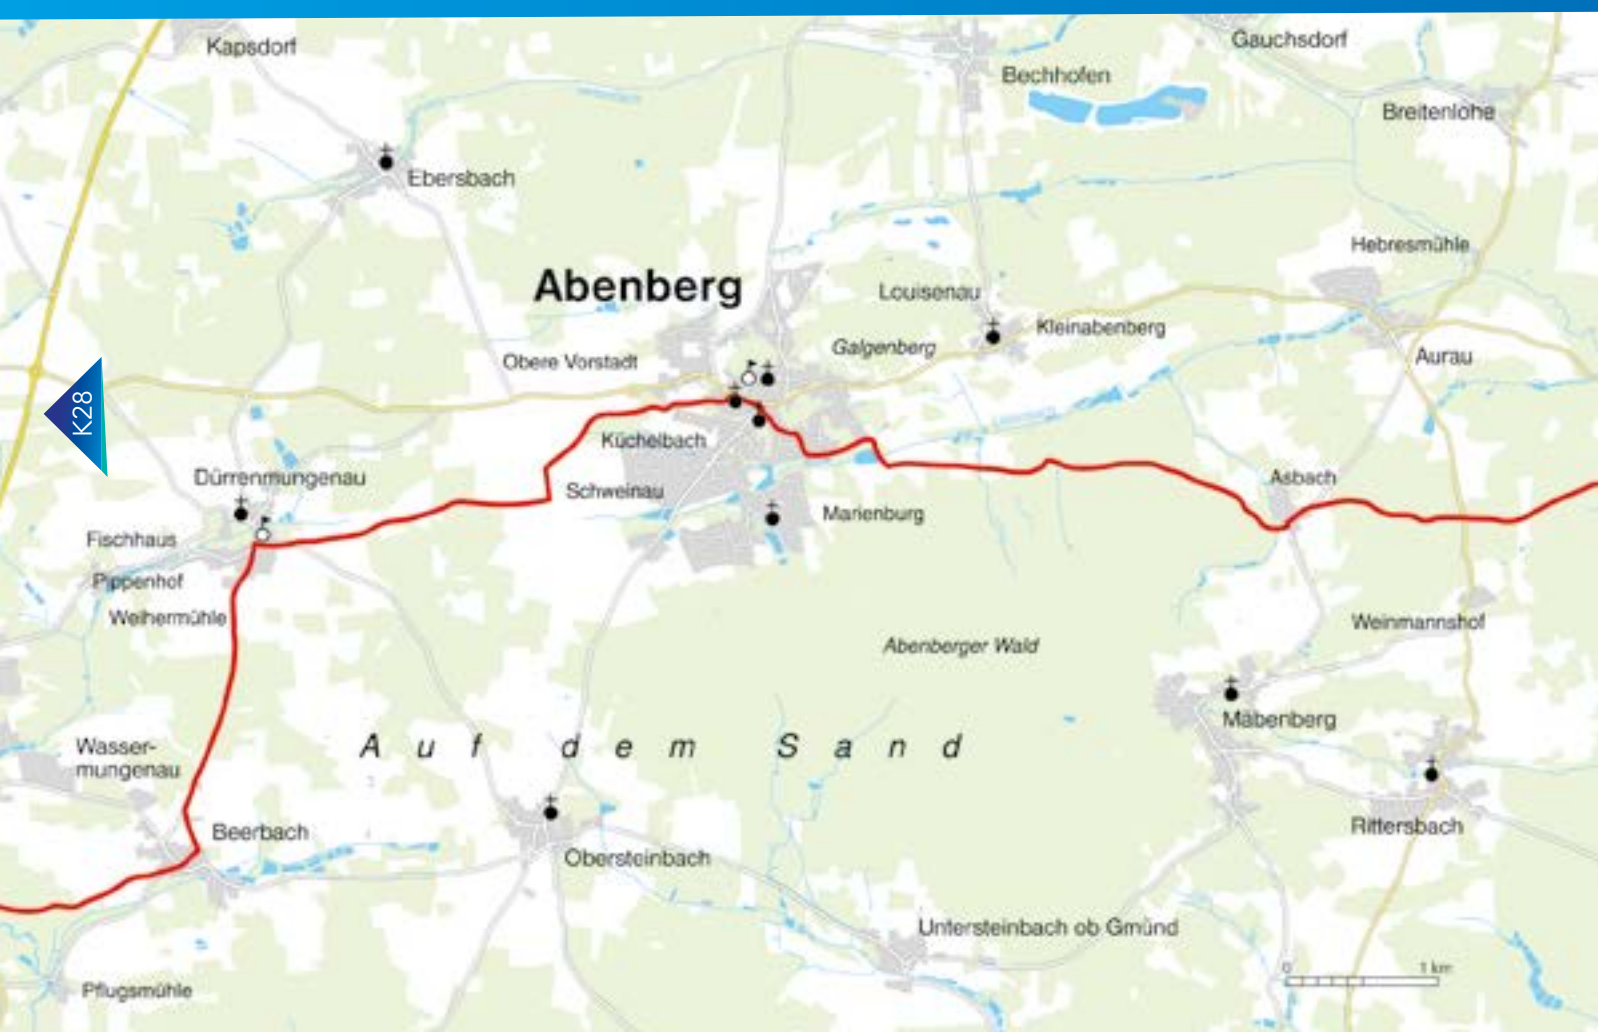 Kapsdorf
Gauchsdorf
Bechhofen
Breitenlohe
Ebersbach
Hebresmühle
Abenberg
Louisenau
Kleinabenberg
Galgenberg
Obere Vorstadt
Aurau
K28
Küchelbach
Dürrenmungenau
Asbach
Schweinau
Marienburg
Fischhaus
Pippenhof
Weihermühle
Weinmannshof
Abenberger Wald
Mäbenberg
Auf dem Sand
Wasser-
mungenau
Beerbach
Rittersbach
Obersteinbach
Untersteinbach ob Gmünd
0 1 km
Pflugsmühle